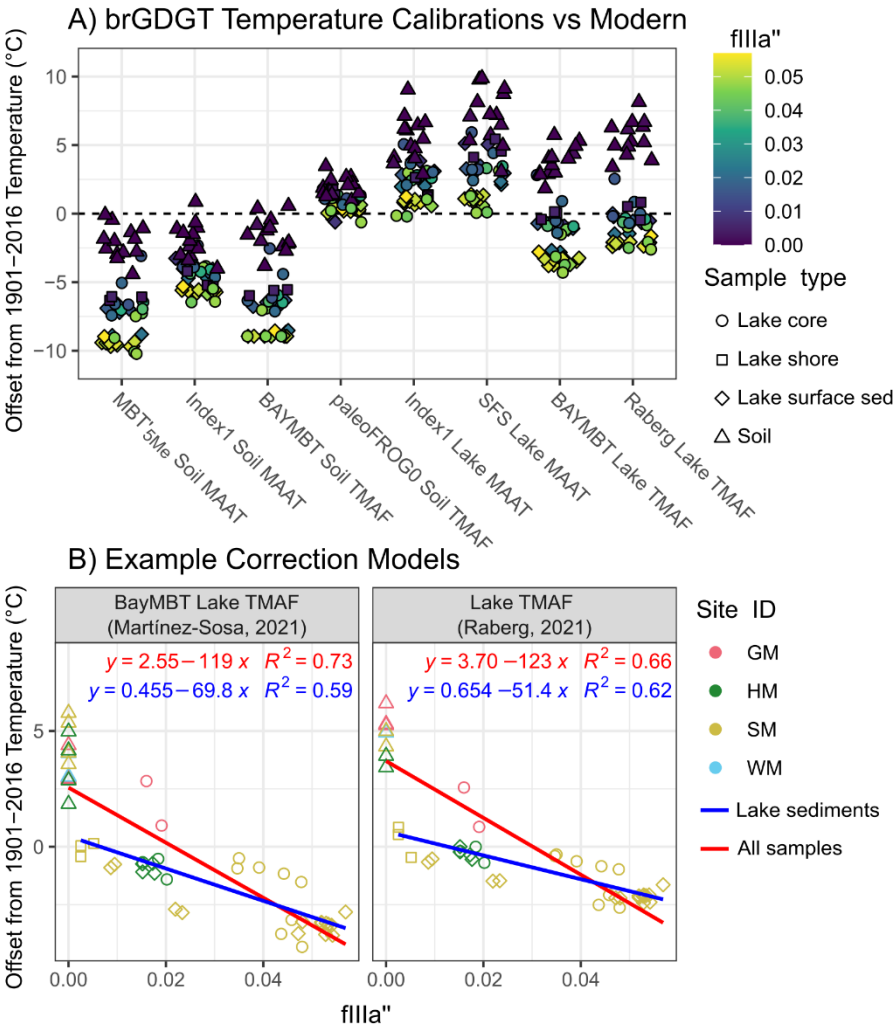 A) brGDGT Temperature Calibrations vs Modern
Offset from 1901−2016 Temperature (°C)
10
5
0
−5
−10
MBT'5Me Soil MAAT
Index1 Soil MAAT
BAYMBT Soil TMAF
paleoFROG0 Soil TMAF
Index1 Lake MAAT
SFS Lake MAAT
BAYMBT Lake TMAF
Raberg Lake TMAF
fIIIa"
0.05
0.04
0.03
0.02
0.01
0.00
Sample type
Lake core
Lake shore
Lake surface sed
Soil
B) Example Correction Models
Offset from 1901−2016 Temperature (°C)
BayMBT Lake TMAF
(Martínez-Sosa, 2021)
y = 2.55−119 x R² = 0.73
y = 0.455−69.8 x R² = 0.59
Lake TMAF
(Raberg, 2021)
y = 3.70 −123 x R² = 0.66
y = 0.654 −51.4 x R² = 0.62
5
0
0.00
0.02
0.04
0.00
0.02
0.04
fIIIa"
Site ID
GM
HM
SM
WM
Lake sediments
All samples